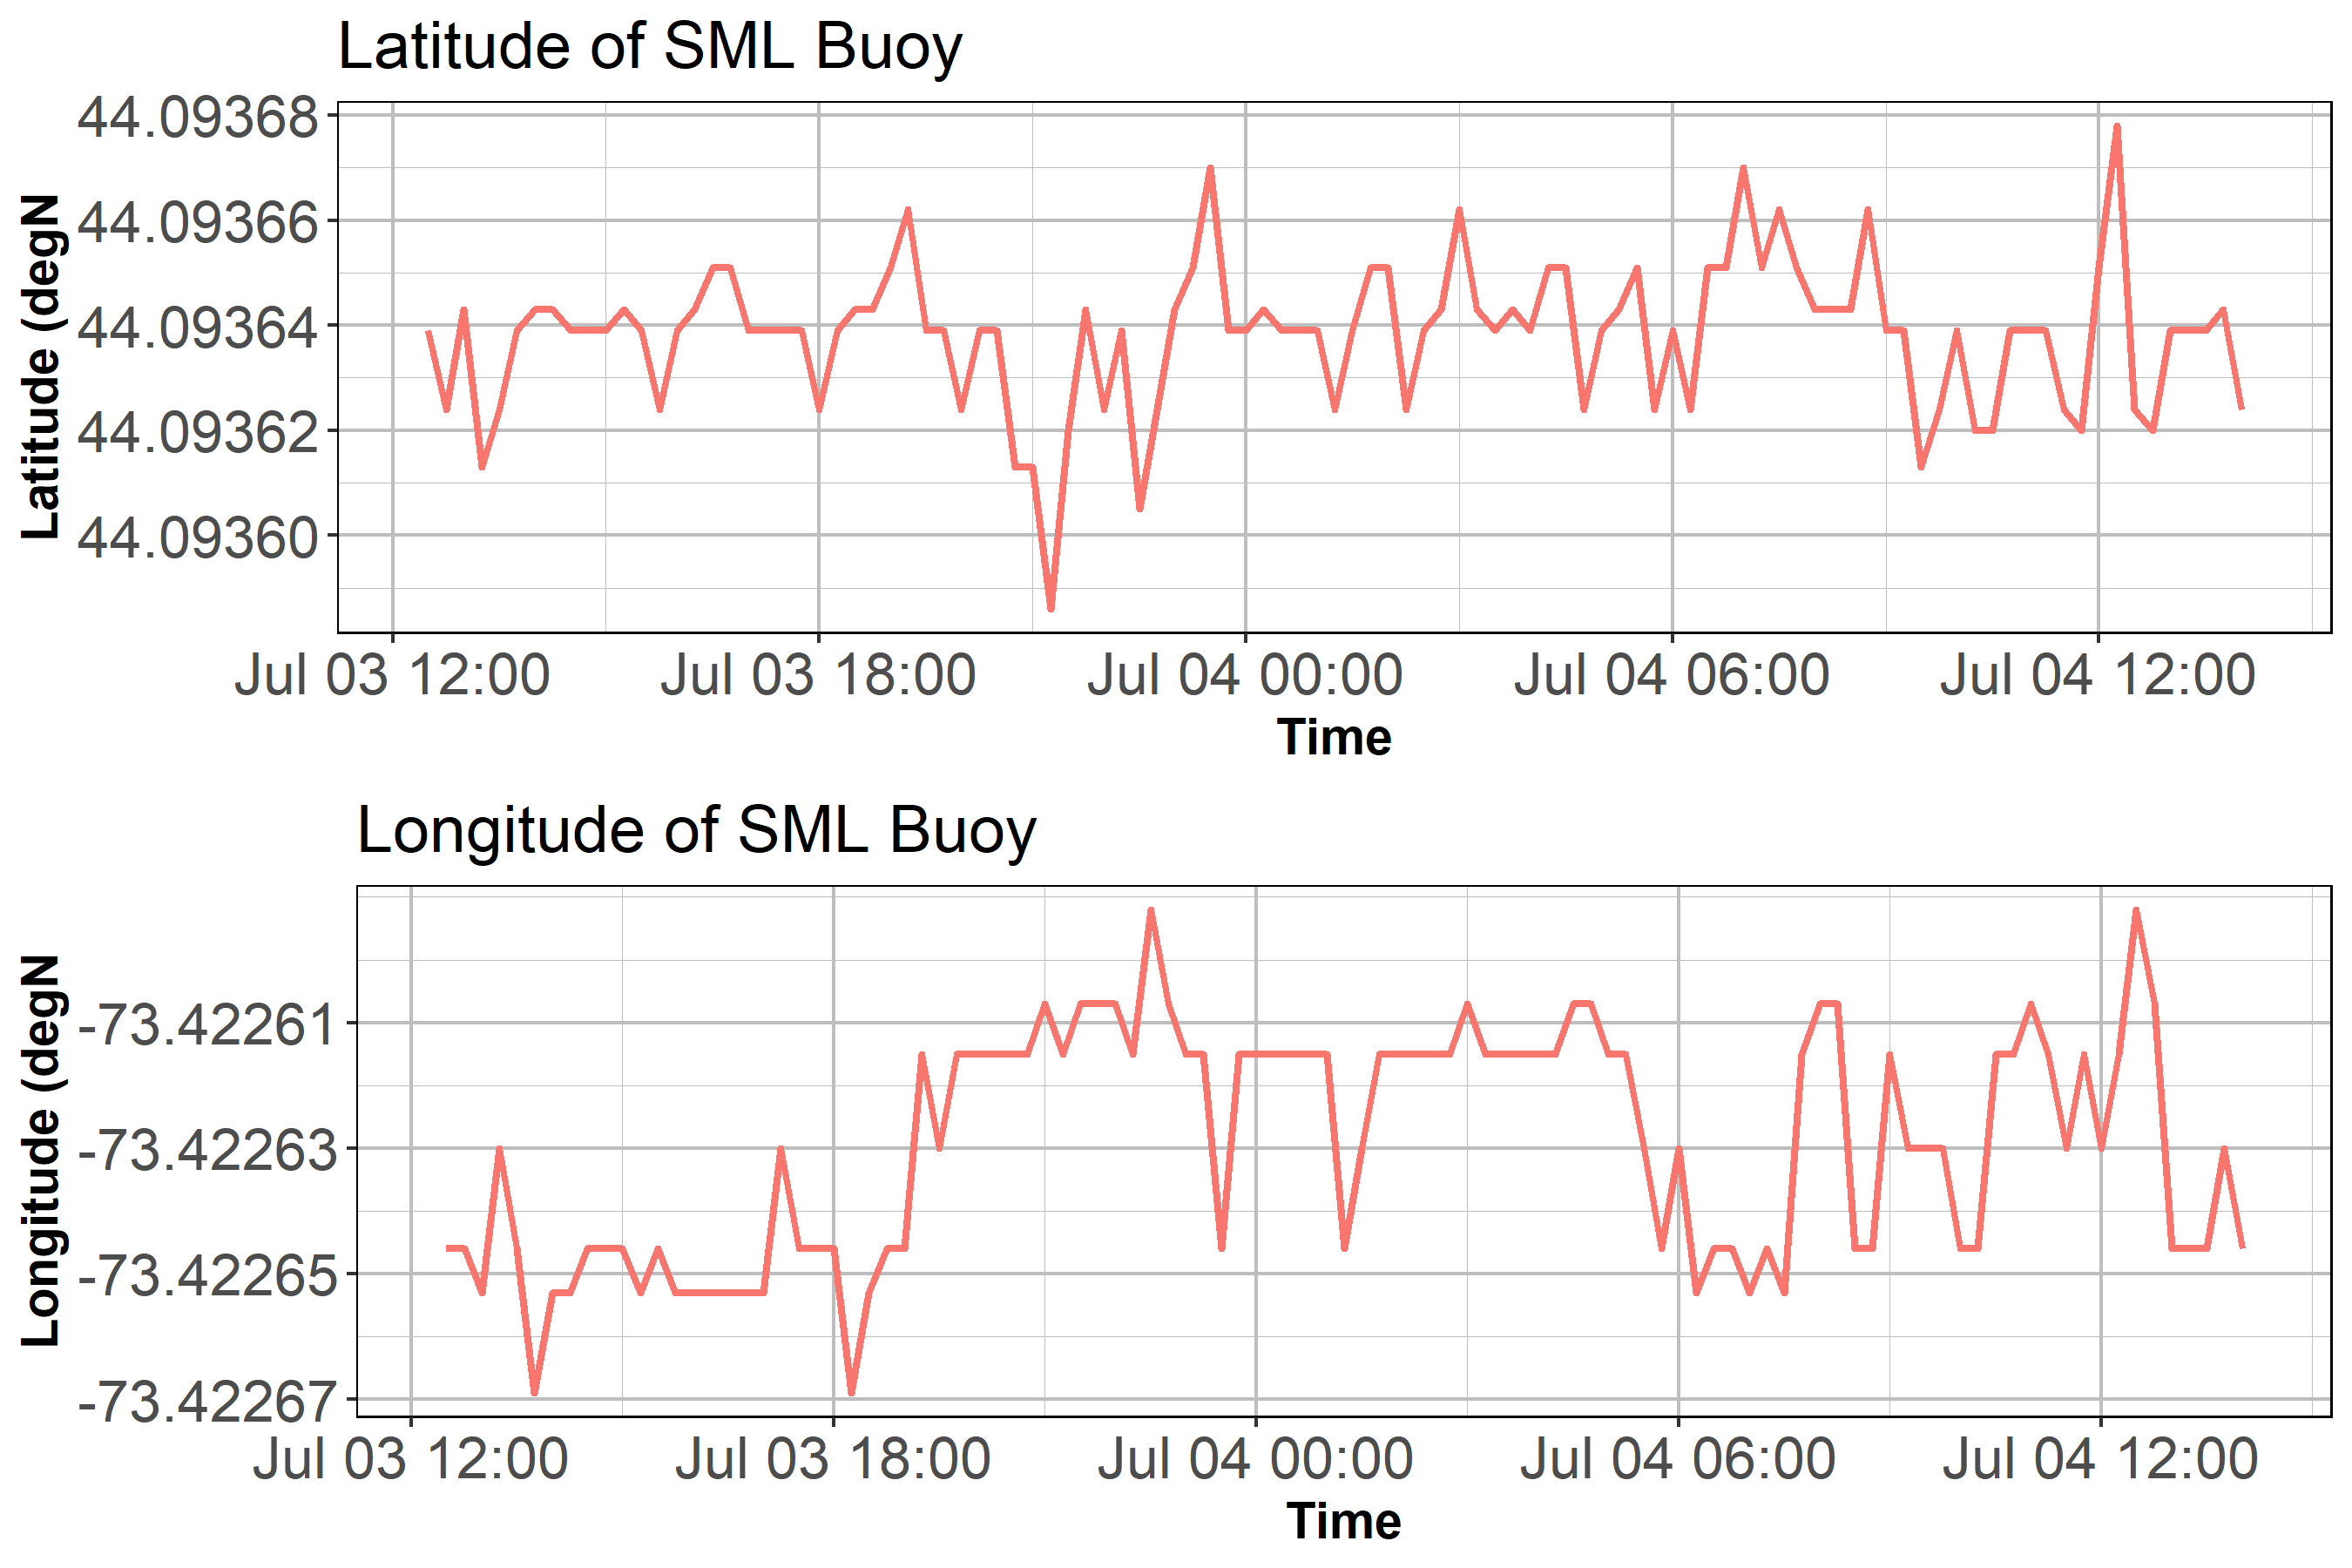 Latitude of SML Buoy
Latitude (degN
44.09368
44.09366
44.09364
44.09362
44.09360
Jul 03 12:00 Jul 03 18:00 Jul 04 00:00 Jul 04 06:00 Jul 04 12:00
Time
Longitude of SML Buoy
Longitude (degN
-73.42261
-73.42263
-73.42265
-73.42267
Jul 03 12:00 Jul 03 18:00 Jul 04 00:00 Jul 04 06:00 Jul 04 12:00
Time